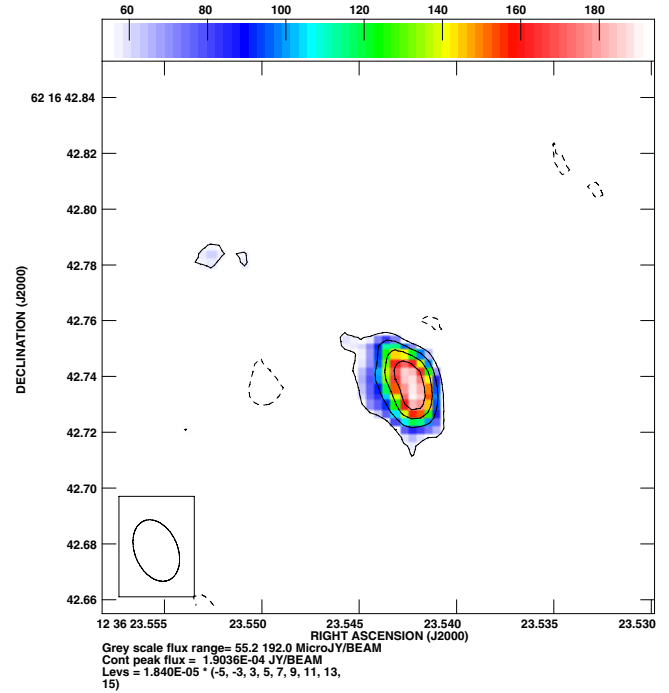 60 80 100 120 140 160 180
62 16 42.84
42.82
42.80
42.78
42.76
42.74
42.72
42.70
42.68
42.66
DECLINATION (J2000)
12 36 23.555 23.550 23.545 23.540 23.535 23.530
RIGHT ASCENSION (J2000)
Grey scale flux range= 55.2 192.0 MicroJY/BEAM
Cont peak flux = 1.9036E-04 JY/BEAM
Levs = 1.840E-05 * (-5, -3, 3, 5, 7, 9, 11, 13,
15)